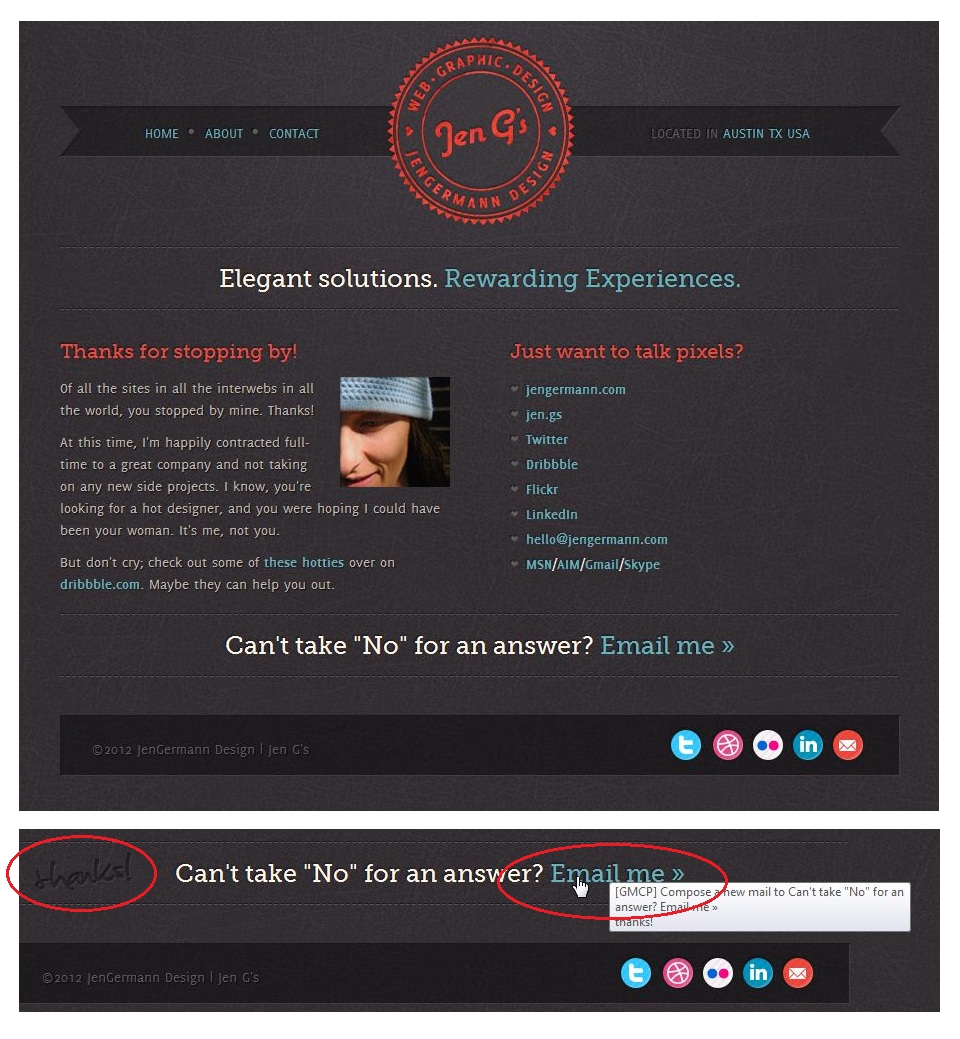 WEB · GRAPHIC · DESIGN
Jen G's
JENGERMANN DESIGN
HOME • ABOUT • CONTACT
LOCATED IN AUSTIN TX USA
Elegant solutions. Rewarding Experiences.
Thanks for stopping by!
Of all the sites in all the interwebs in all
the world, you stopped by mine. Thanks!
At this time, I'm happily contracted full-
time to a great company and not taking
on any new side projects. I know, you're
looking for a hot designer, and you were hoping I could have
been your woman. It's me, not you.
But don't cry; check out some of these hotties over on
dribbble.com. Maybe they can help you out.
Just want to talk pixels?
jengermann.com
jen.gs
Twitter
Dribbble
Flickr
LinkedIn
hello@jengermann.com
MSN/AIM/Gmail/Skype
Can't take "No" for an answer? Email me »
©2012 JenGermann Design | Jen G's
in
thanks!
Can't take "No" for an answer? Email me »
[GMCP] Compose a new mail to Can't take "No" for an
answer? Email me »
thanks!
©2012 JenGermann Design | Jen G's
in